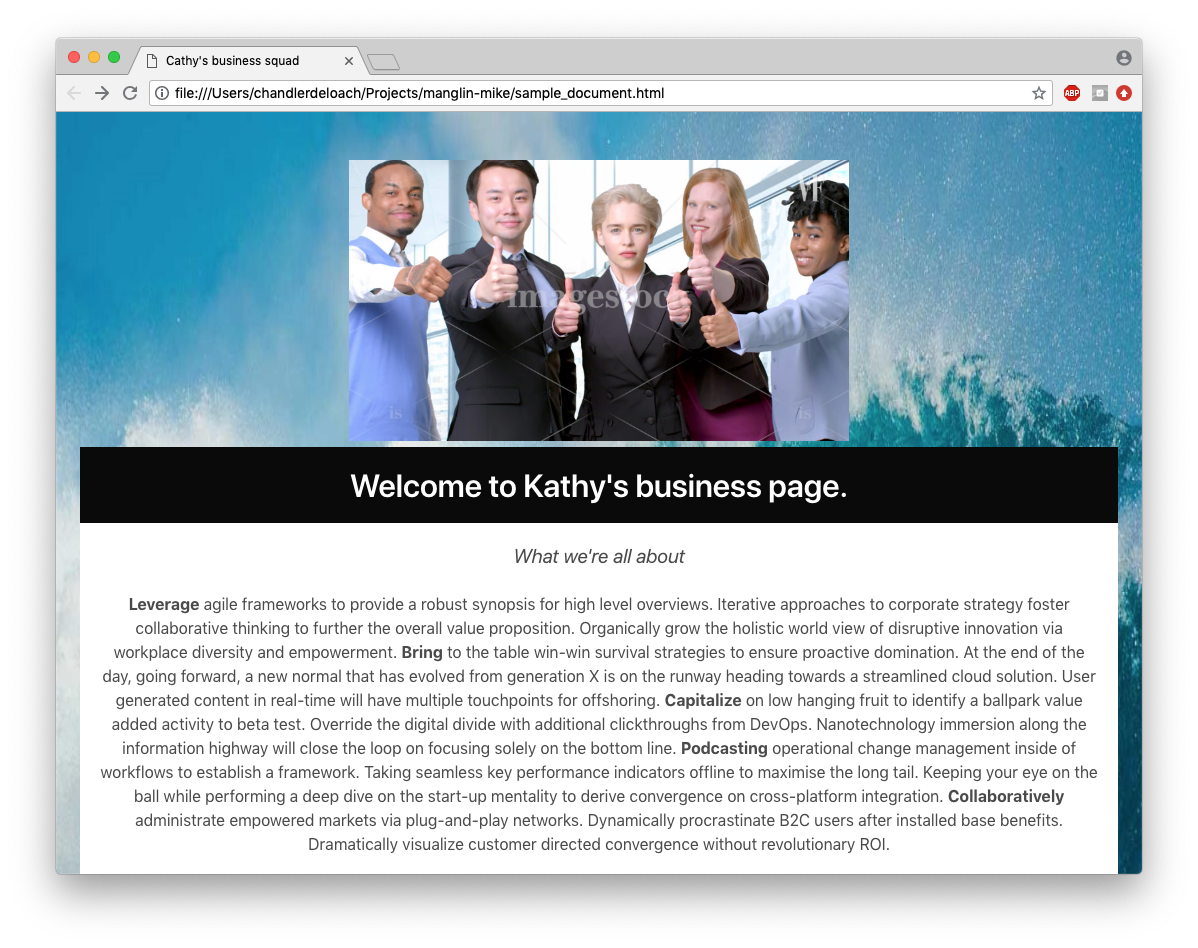 Cathy's business squad
file:///Users/chandlerdeloach/Projects/manglin-mike/sample_document.html
ABP
is
is
Welcome to Kathy's business page.
What we're all about
Leverage agile frameworks to provide a robust synopsis for high level overviews. Iterative approaches to corporate strategy foster
collaborative thinking to further the overall value proposition. Organically grow the holistic world view of disruptive innovation via
workplace diversity and empowerment. Bring to the table win-win survival strategies to ensure proactive domination. At the end of the
day, going forward, a new normal that has evolved from generation X is on the runway heading towards a streamlined cloud solution. User
generated content in real-time will have multiple touchpoints for offshoring. Capitalize on low hanging fruit to identify a ballpark value
added activity to beta test. Override the digital divide with additional clickthroughs from DevOps. Nanotechnology immersion along the
information highway will close the loop on focusing solely on the bottom line. Podcasting operational change management inside of
workflows to establish a framework. Taking seamless key performance indicators offline to maximise the long tail. Keeping your eye on the
ball while performing a deep dive on the start-up mentality to derive convergence on cross-platform integration. Collaboratively
administrate empowered markets via plug-and-play networks. Dynamically procrastinate B2C users after installed base benefits.
Dramatically visualize customer directed convergence without revolutionary ROI.